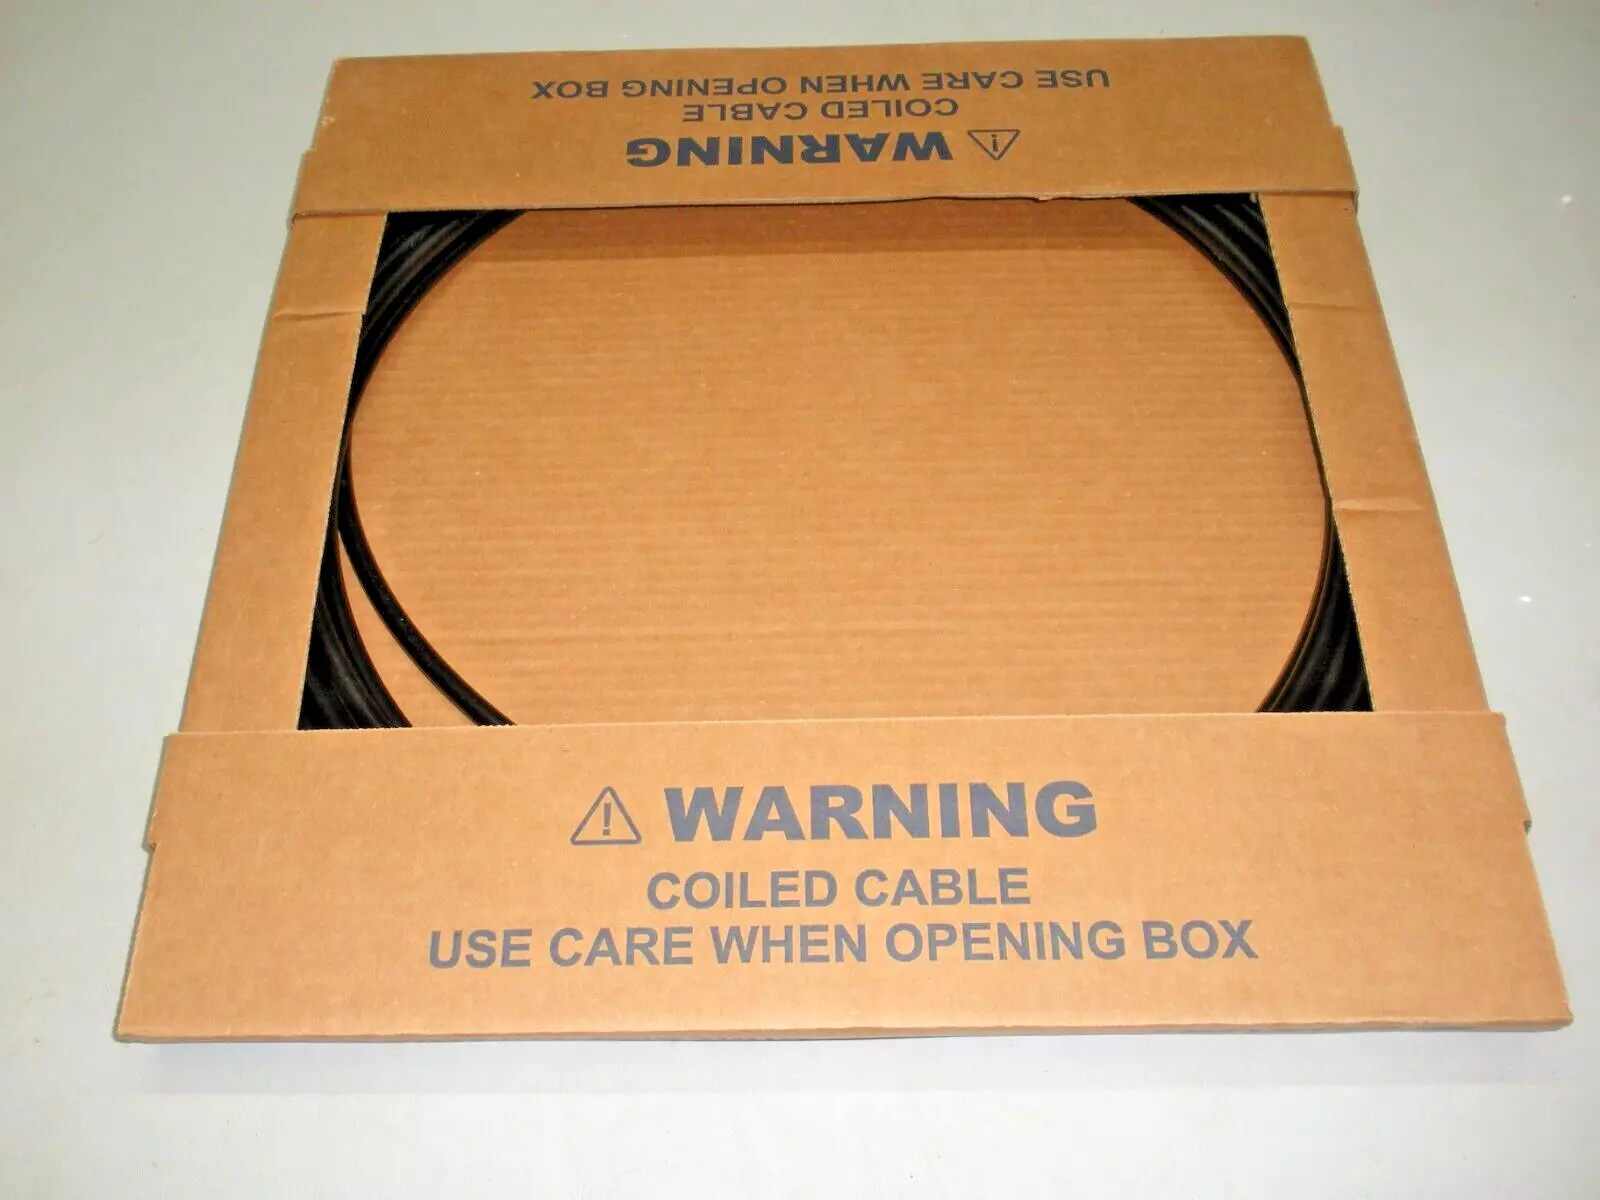 WARNING
COILED CABLE
USE CARE WHEN OPENING BOX
WARNING
COILED CABLE
USE CARE WHEN OPENING BOX